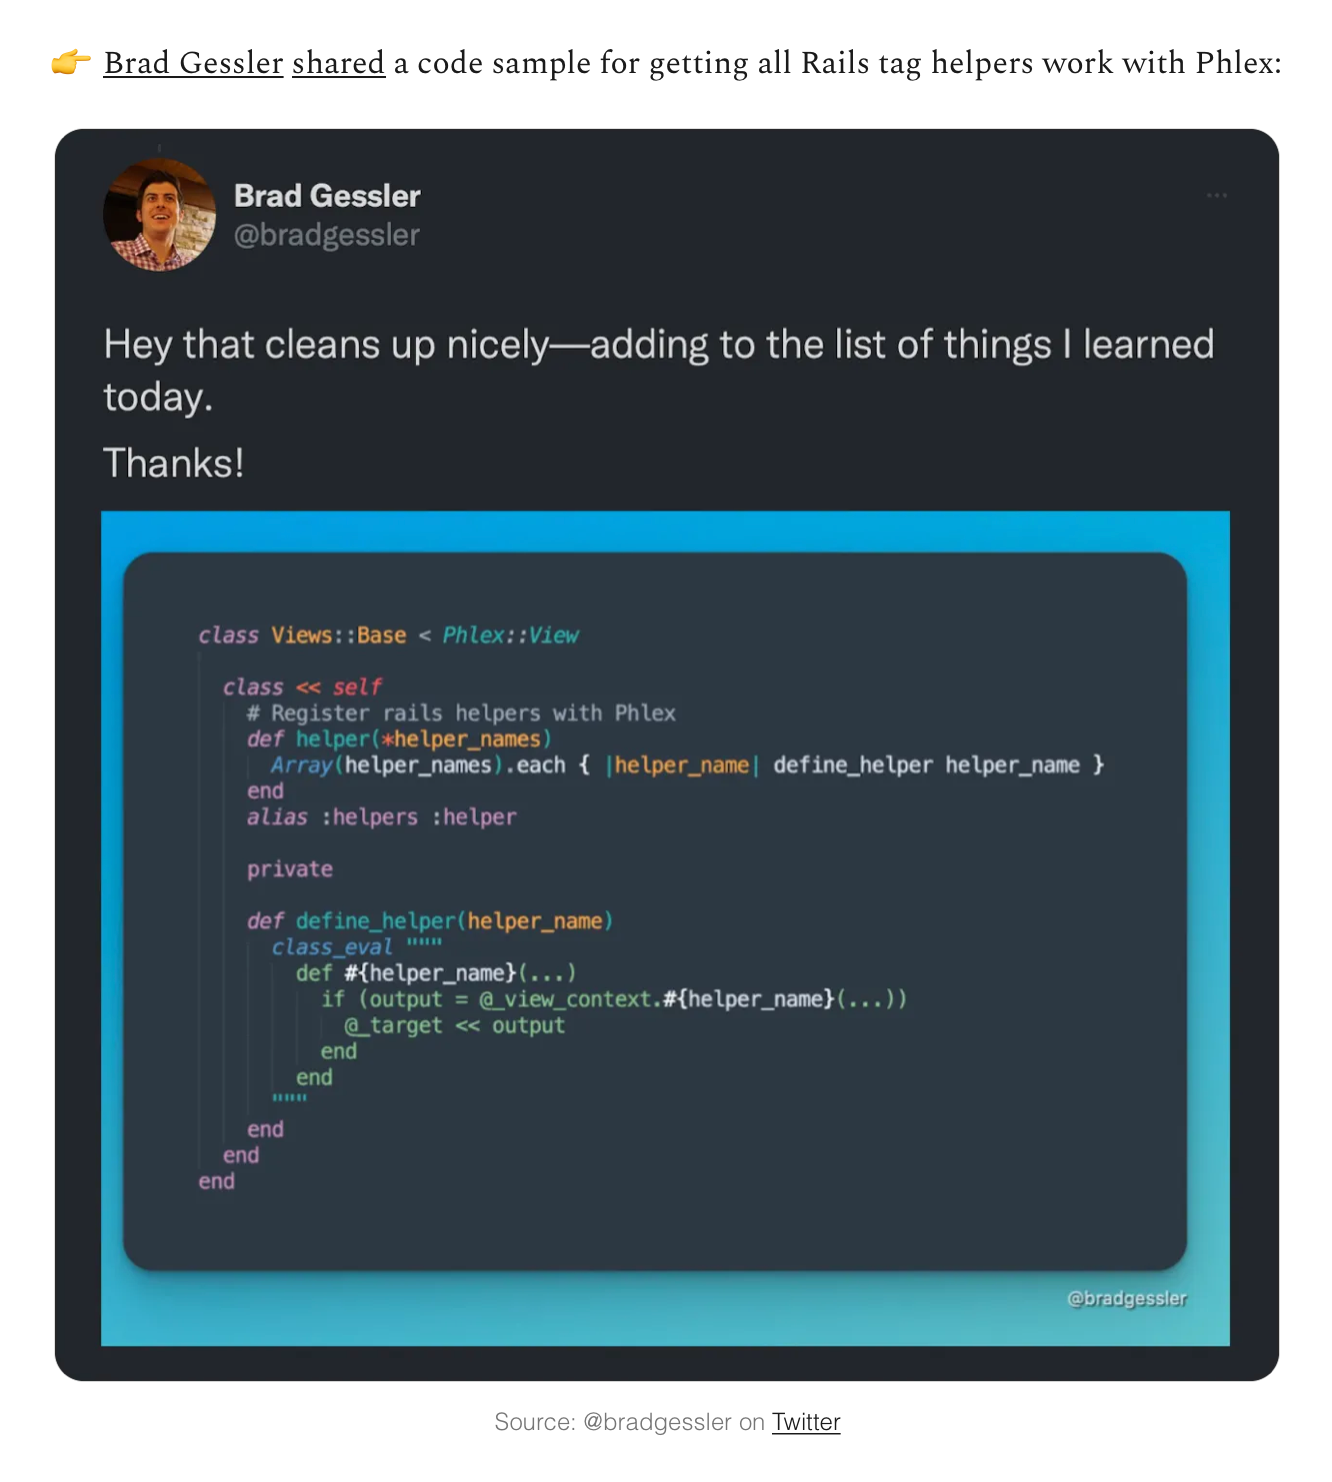 👉 Brad Gessler shared a code sample for getting all Rails tag helpers work with Phlex:
Brad Gessler
@bradgessler
Hey that cleans up nicely—adding to the list of things I learned
today.
Thanks!
class Views::Base < Phlex::View
  class << self
    # Register rails helpers with Phlex
    def helper(*helper_names)
      Array(helper_names).each { |helper_name| define_helper helper_name }
    end
    alias :helpers :helper
    private
    def define_helper(helper_name)
      class_eval """
        def #{helper_name}(...)
          if (output = @_view_context.#{helper_name}(...))
            @_target << output
          end
        end
      """
    end
  end
end
@bradgessler
Source: @bradgessler on Twitter